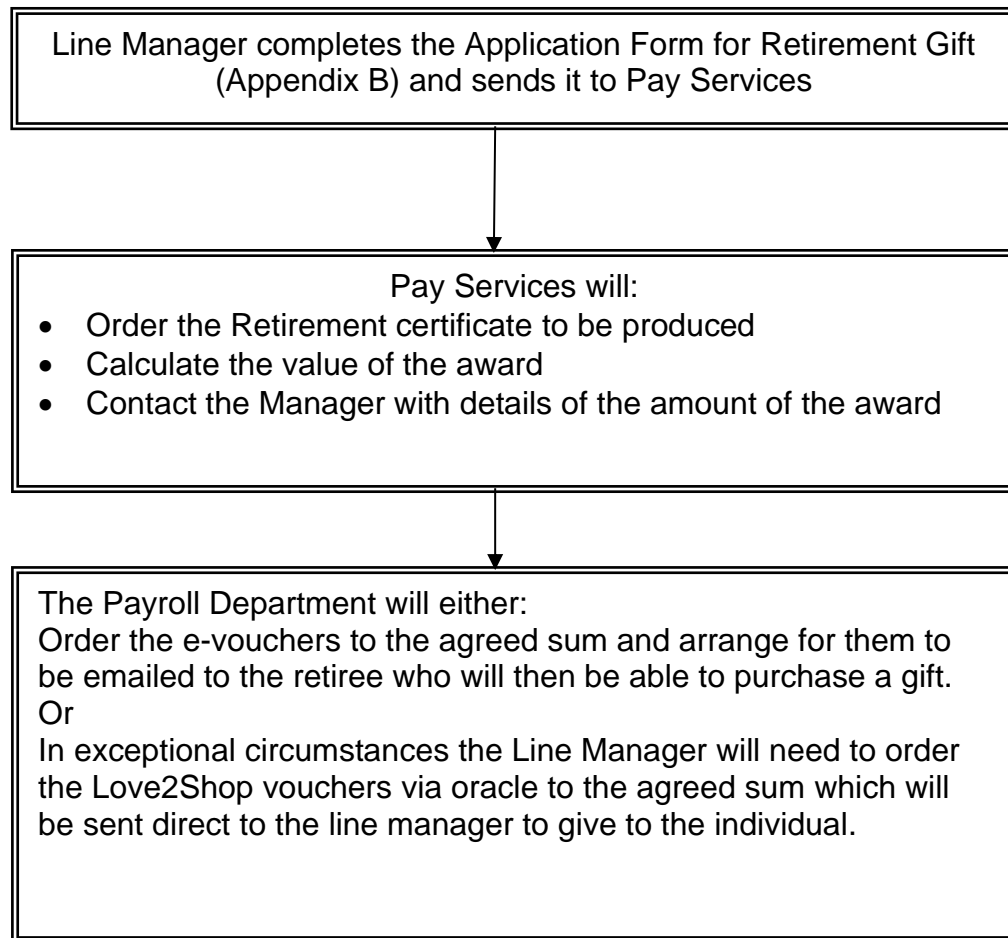 Line Manager completes the Application Form for Retirement Gift
(Appendix B) and sends it to Pay Services
Pay Services will:
• Order the Retirement certificate to be produced
• Calculate the value of the award
• Contact the Manager with details of the amount of the award
The Payroll Department will either:
Order the e-vouchers to the agreed sum and arrange for them to
be emailed to the retiree who will then be able to purchase a gift.
Or
In exceptional circumstances the Line Manager will need to order
the Love2Shop vouchers via oracle to the agreed sum which will
be sent direct to the line manager to give to the individual.